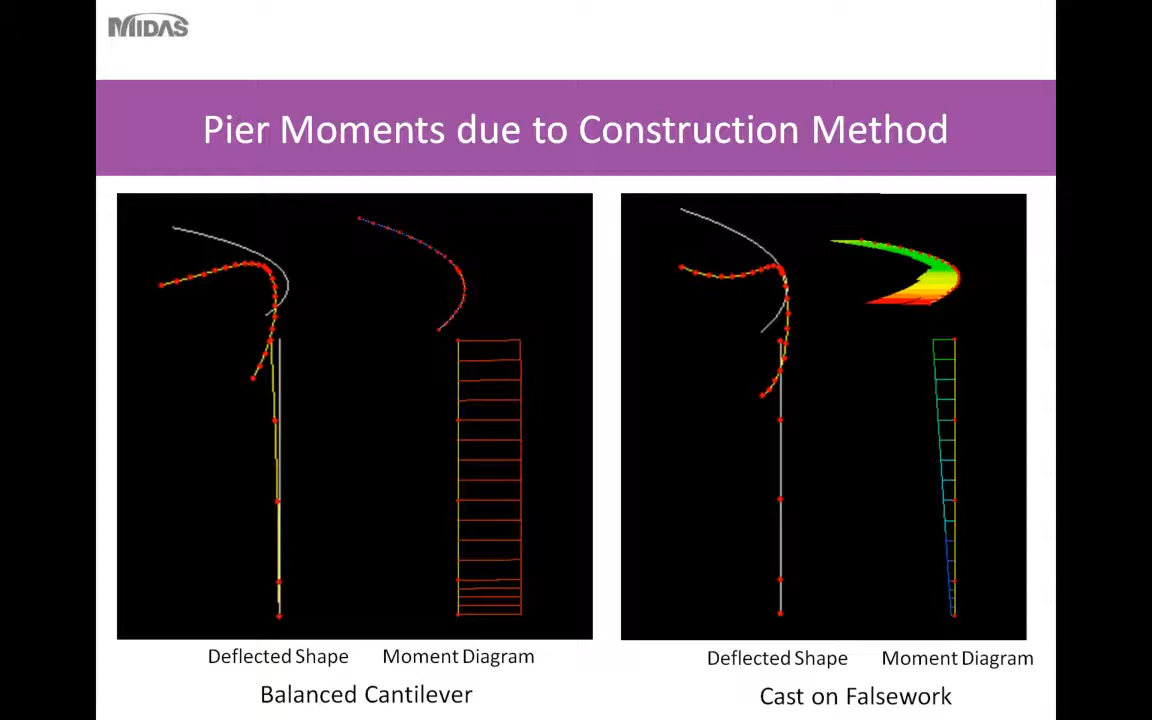 MIDAS
Pier Moments due to Construction Method
Deflected Shape Moment Diagram
Balanced Cantilever
Deflected Shape Moment Diagram
Cast on Falsework